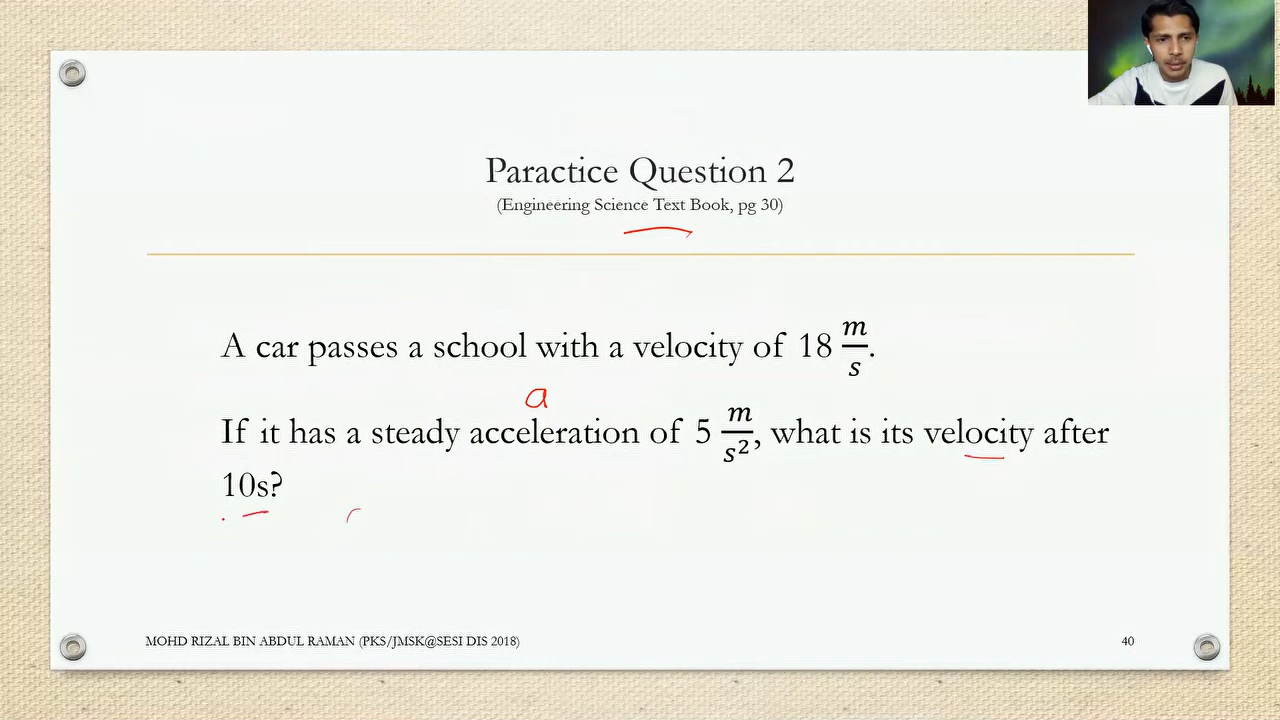 Paractice Question 2
(Engineering Science Text Book, pg 30)
A car passes a school with a velocity of 18 m/s.
a
If it has a steady acceleration of 5 m/s², what is its velocity after
10s?
MOHD RIZAL BIN ABDUL RAMAN (PKS/JMSK@SESI DIS 2018)
40